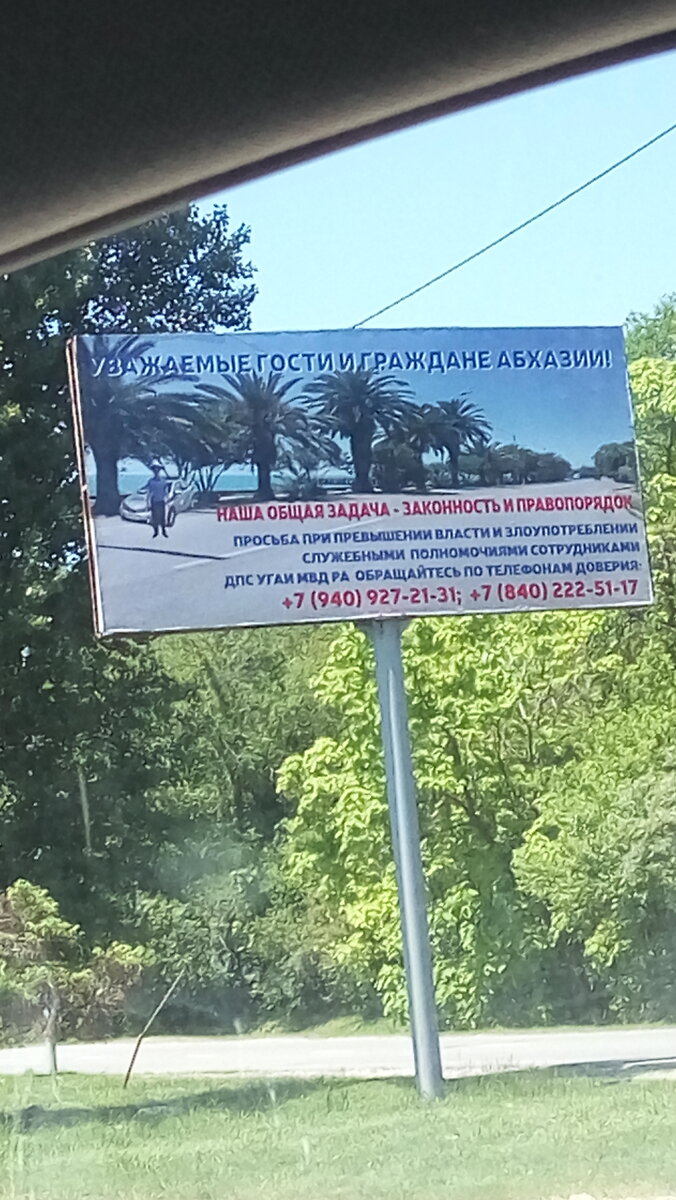 УВАЖАЕМЫЕ ГОСТИ И ГРАЖДАНЕ АБХАЗИИ!
НАША ОБЩАЯ ЗАДАЧА - ЗАКОННОСТЬ И ПРАВОПОРЯДОК
ПРОСЬБА ПРИ ПРЕВЫШЕНИИ ВЛАСТИ И ЗЛОУПОТРЕБЛЕНИИ
СЛУЖЕБНЫМИ ПОЛНОМОЧИЯМИ СОТРУДНИКАМИ
ДПС УГАИ МВД РА ОБРАЩАЙТЕСЬ ПО ТЕЛЕФОНАМ ДОВЕРИЯ:
+7 (940) 927-21-31; +7 (840) 222-51-17